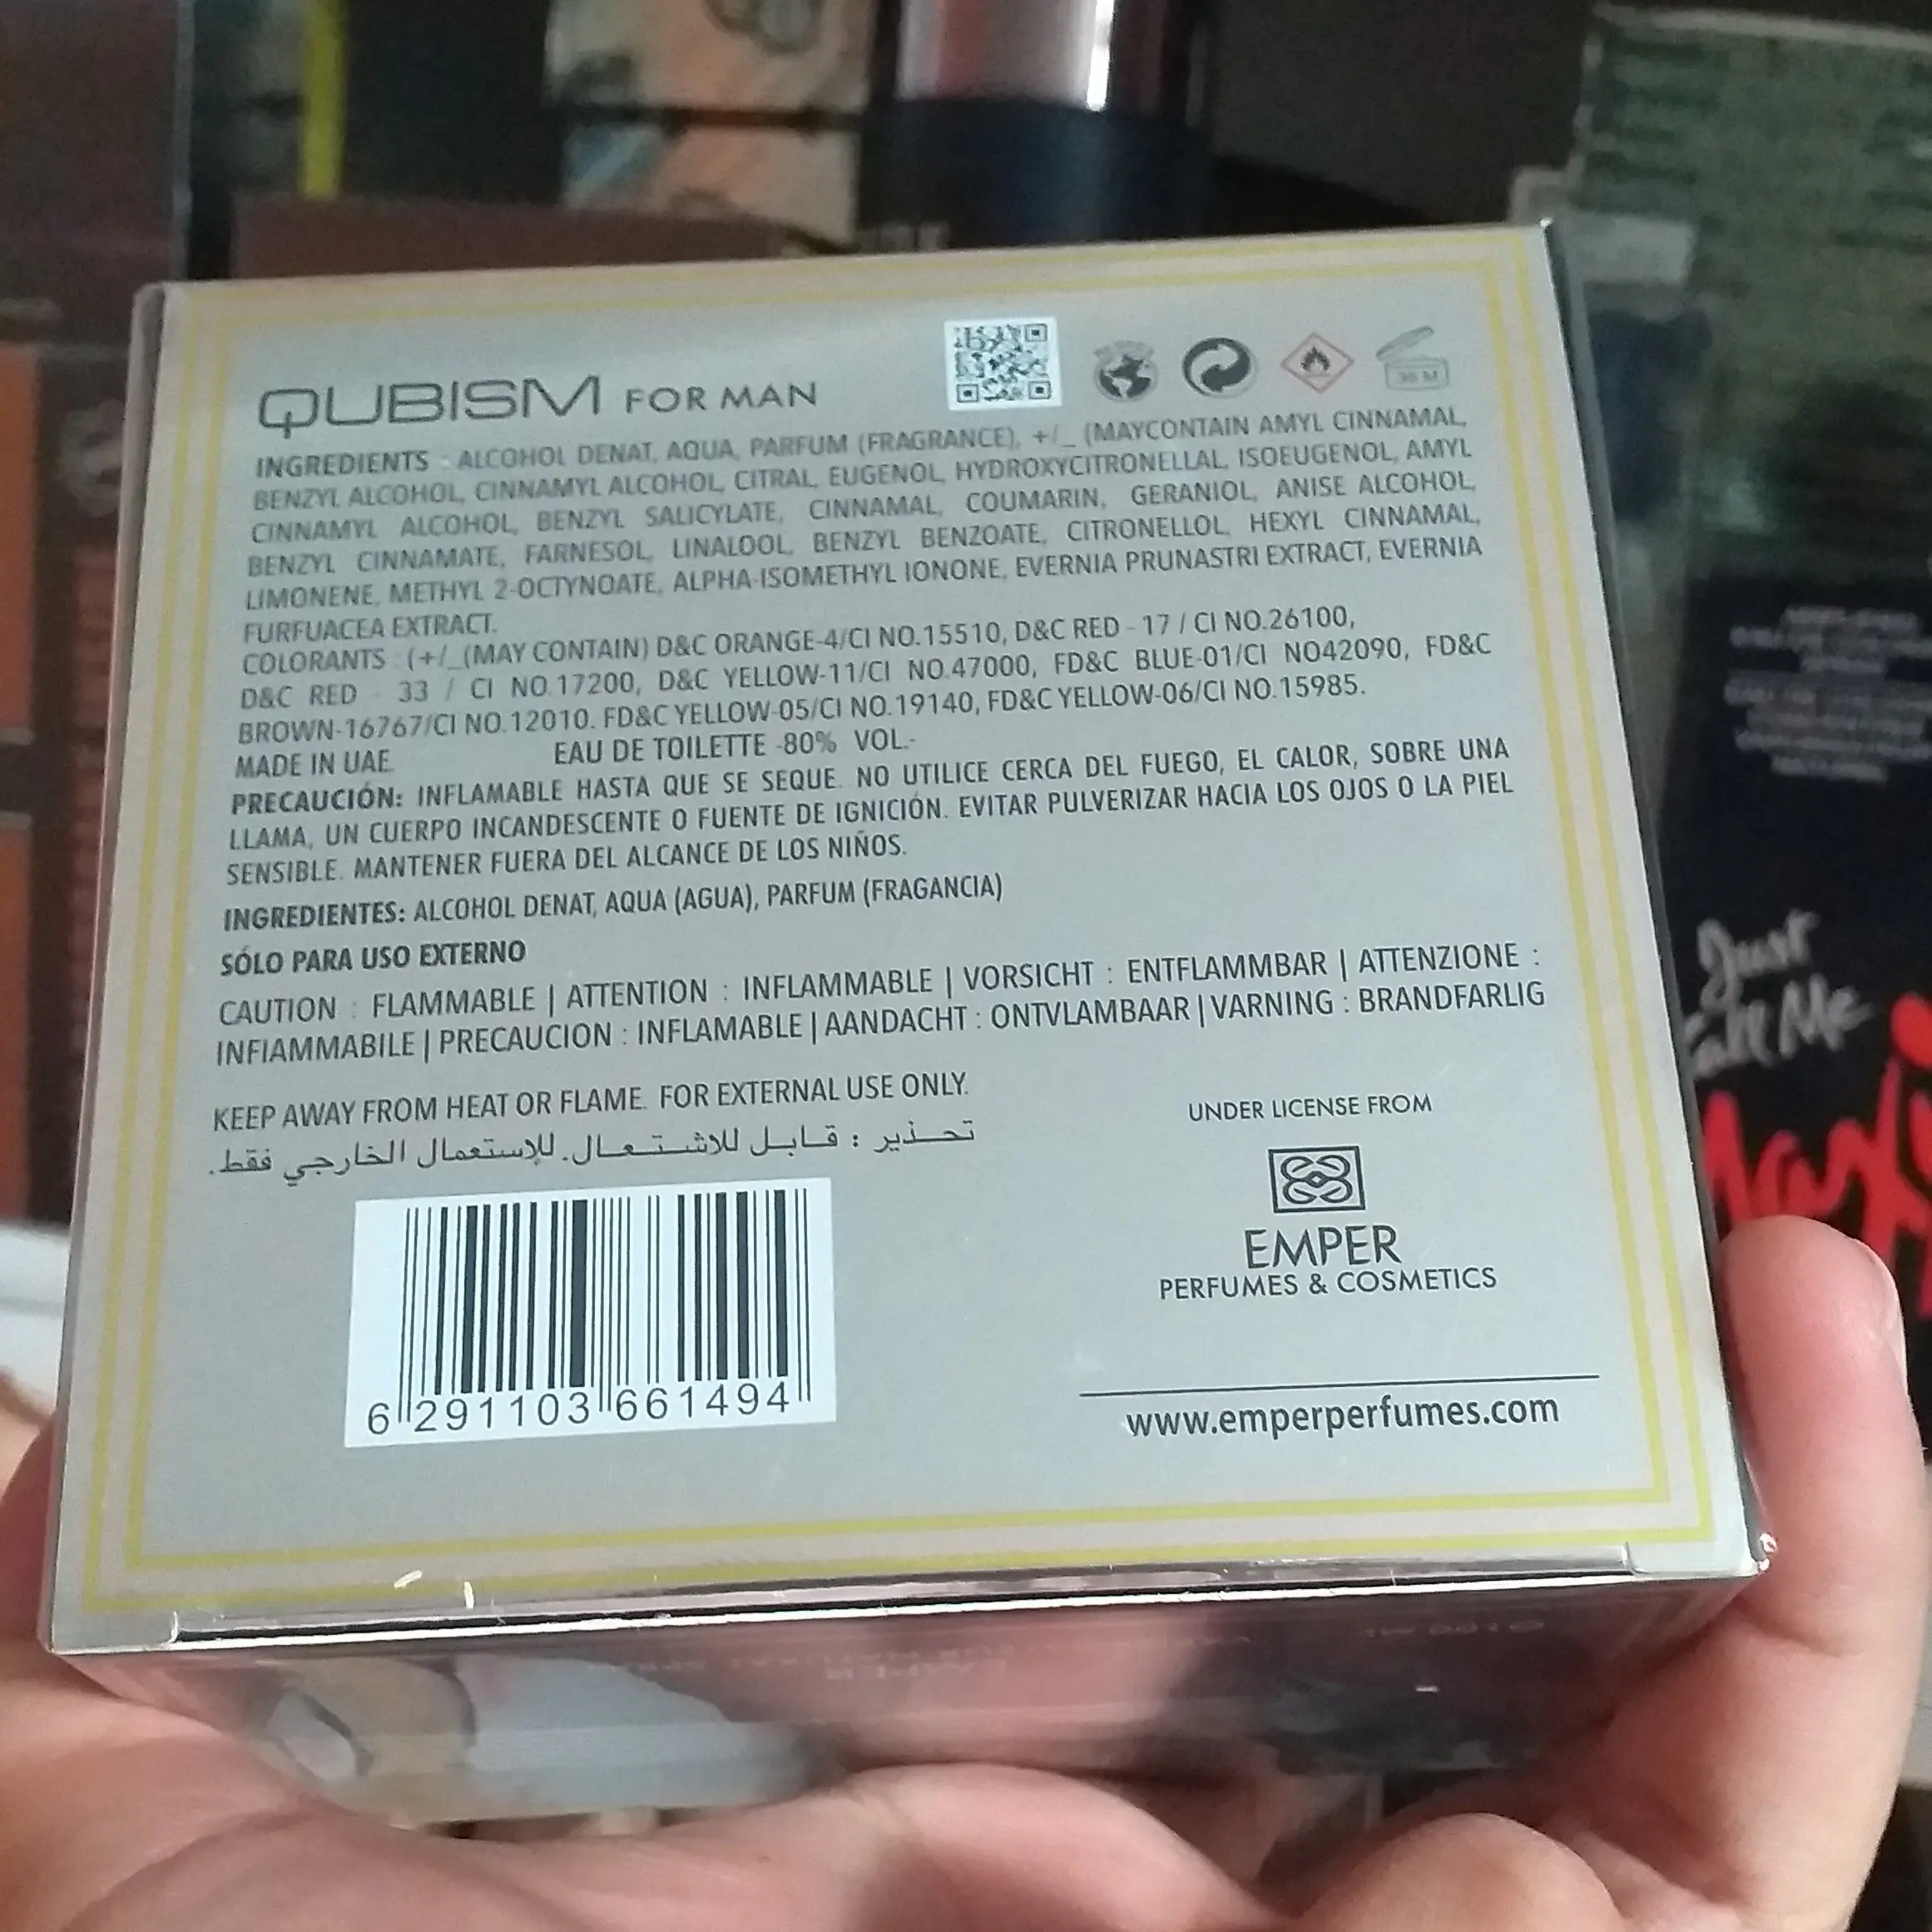 QUBISM FOR MAN
36 M
INGREDIENTS : ALCOHOL DENAT, AQUA, PARFUM (FRAGRANCE), +/_ (MAYCONTAIN AMYL CINNAMAL,
BENZYL ALCOHOL, CINNAMYL ALCOHOL, CITRAL, EUGENOL, HYDROXYCITRONELLAL, ISOEUGENOL, AMYL
CINNAMYL ALCOHOL, BENZYL SALICYLATE, CINNAMAL, COUMARIN, GERANIOL, ANISE ALCOHOL,
BENZYL CINNAMATE, FARNESOL, LINALOOL, BENZYL BENZOATE, CITRONELLOL, HEXYL CINNAMAL,
LIMONENE, METHYL 2-OCTYNOATE, ALPHA-ISOMETHYL IONONE, EVERNIA PRUNASTRI EXTRACT, EVERNIA
FURFUACEA EXTRACT.
COLORANTS : (+/_(MAY CONTAIN) D&C ORANGE-4/CI NO.15510, D&C RED - 17 / CI NO.26100,
D&C RED - 33 / CI NO.17200, D&C YELLOW-11/CI NO.47000, FD&C BLUE-01/CI NO42090, FD&C
BROWN-16767/CI NO.12010. FD&C YELLOW-05/CI NO.19140, FD&C YELLOW-06/CI NO.15985.
MADE IN UAE. EAU DE TOILETTE -80% VOL.-
PRECAUCIÓN: INFLAMABLE HASTA QUE SE SEQUE. NO UTILICE CERCA DEL FUEGO, EL CALOR, SOBRE UNA
LLAMA, UN CUERPO INCANDESCENTE O FUENTE DE IGNICIÓN. EVITAR PULVERIZAR HACIA LOS OJOS O LA PIEL
SENSIBLE. MANTENER FUERA DEL ALCANCE DE LOS NIÑOS.
INGREDIENTES: ALCOHOL DENAT, AQUA (AGUA), PARFUM (FRAGANCIA)
SÓLO PARA USO EXTERNO
CAUTION : FLAMMABLE | ATTENTION : INFLAMMABLE | VORSICHT : ENTFLAMMBAR | ATTENZIONE :
INFIAMMABILE | PRECAUCION : INFLAMABLE | AANDACHT : ONTVLAMBAAR | VARNING : BRANDFARLIG
KEEP AWAY FROM HEAT OR FLAME. FOR EXTERNAL USE ONLY.
تحـــذير : قـابـل للاشـتـعـال. للإستعمال الخارجي فقط.
6 291103 661494
UNDER LICENSE FROM
EMPER
PERFUMES & COSMETICS
www.emperperfumes.com
Just
Call Me